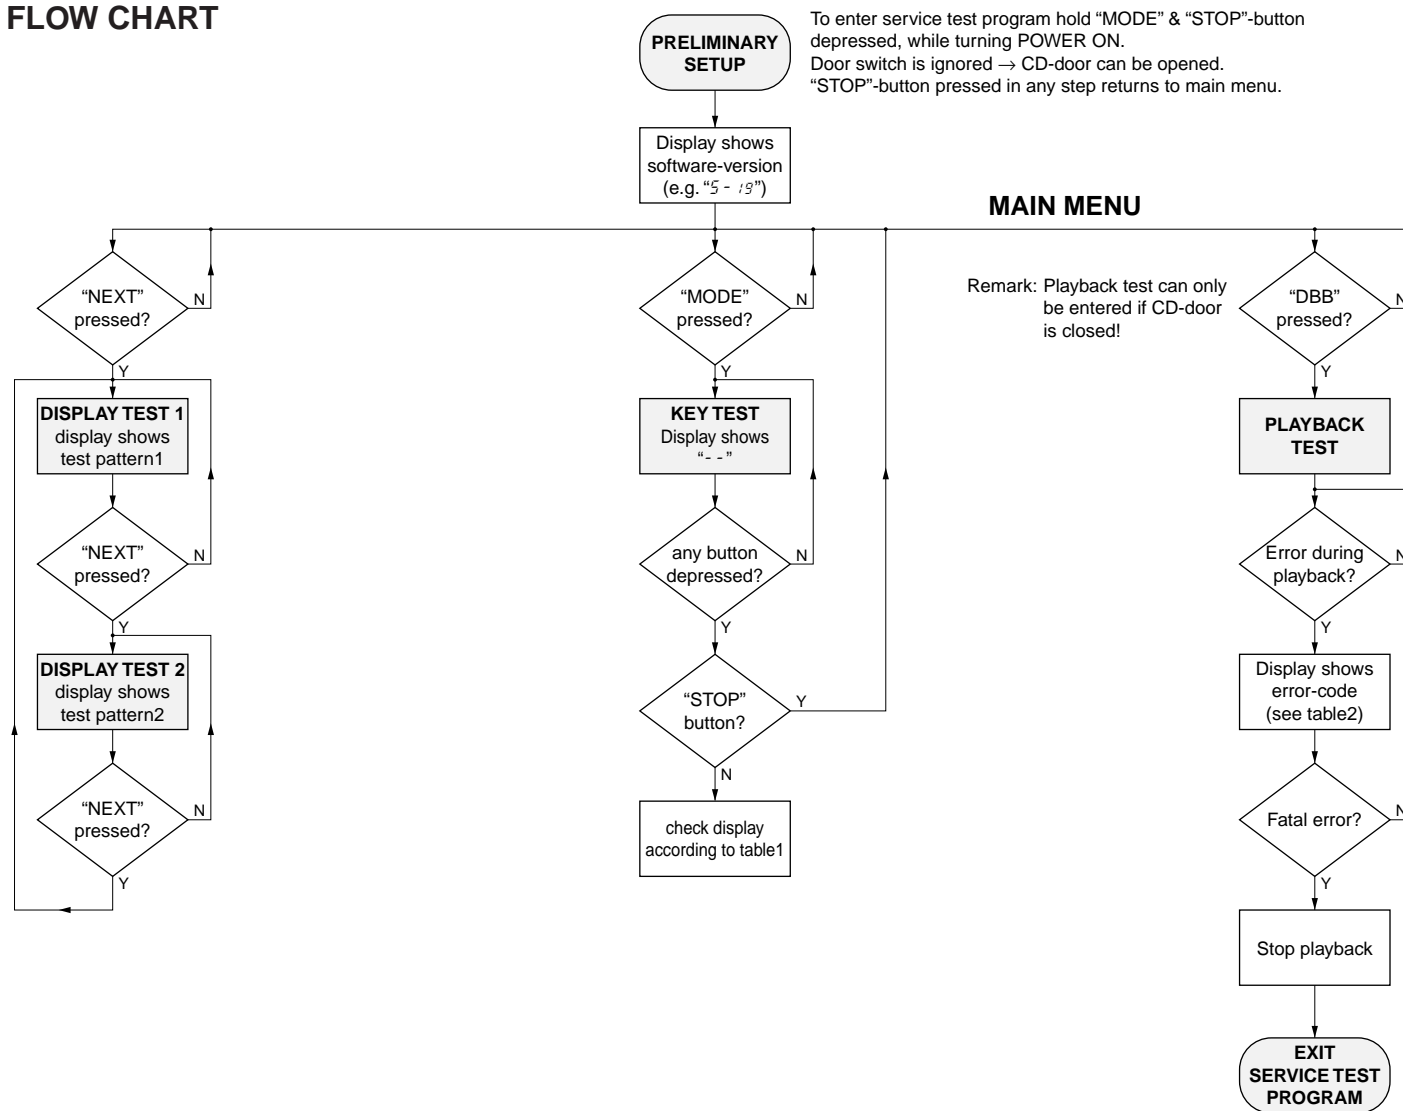 FLOW CHART
PRELIMINARY
SETUP
To enter service test program hold “MODE” & “STOP”-button
depressed, while turning POWER ON.
Door switch is ignored → CD-door can be opened.
“STOP”-button pressed in any step returns to main menu.
Display shows
software-version
(e.g. “5 - 19”)
MAIN MENU
“NEXT”
pressed?
N
Y
DISPLAY TEST 1
display shows
test pattern1
“NEXT”
pressed?
N
Y
DISPLAY TEST 2
display shows
test pattern2
“NEXT”
pressed?
N
Y
“MODE”
pressed?
N
Y
KEY TEST
Display shows
“- -”
any button
depressed?
N
Y
“STOP”
button?
Y
N
check display
according to table1
Remark: Playback test can only
be entered if CD-door
is closed!
“DBB”
pressed?
N
Y
PLAYBACK
TEST
Error during
playback?
N
Y
Display shows
error-code
(see table2)
Fatal error?
N
Y
Stop playback
EXIT
SERVICE TEST
PROGRAM